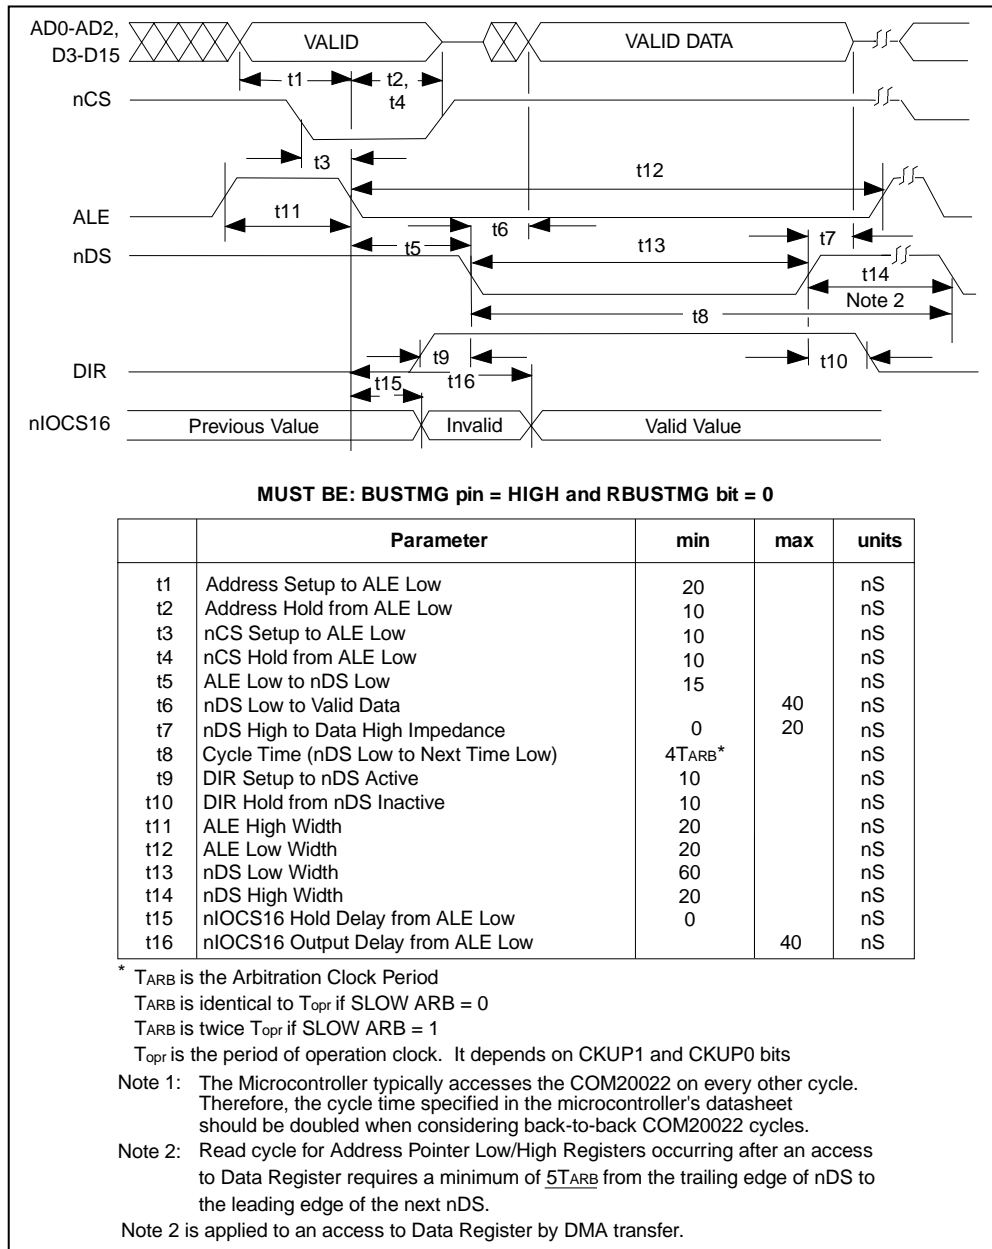 AD0-AD2,
D3-D15
VALID
VALID DATA
t1
t2,
t4
nCS
t3
t12
ALE
t11
t6
t7
nDS
t5
t13
t14
Note 2
t8
t9
t10
DIR
t15
t16
nIOCS16
Previous Value
Invalid
Valid Value
MUST BE: BUSTMG pin = HIGH and RBUSTMG bit = 0
Parameter min max units
t1 Address Setup to ALE Low 20 nS
t2 Address Hold from ALE Low 10 nS
t3 nCS Setup to ALE Low 10 nS
t4 nCS Hold from ALE Low 10 nS
t5 ALE Low to nDS Low 15 nS
t6 nDS Low to Valid Data 40 nS
t7 nDS High to Data High Impedance 0 20 nS
t8 Cycle Time (nDS Low to Next Time Low) 4TARB* nS
t9 DIR Setup to nDS Active 10 nS
t10 DIR Hold from nDS Inactive 10 nS
t11 ALE High Width 20 nS
t12 ALE Low Width 20 nS
t13 nDS Low Width 60 nS
t14 nDS High Width 20 nS
t15 nIOCS16 Hold Delay from ALE Low 0 nS
t16 nIOCS16 Output Delay from ALE Low 40 nS
* TARB is the Arbitration Clock Period
TARB is identical to Topr if SLOW ARB = 0
TARB is twice Topr if SLOW ARB = 1
Topr is the period of operation clock. It depends on CKUP1 and CKUP0 bits
Note 1: The Microcontroller typically accesses the COM20022 on every other cycle.
Therefore, the cycle time specified in the microcontroller's datasheet
should be doubled when considering back-to-back COM20022 cycles.
Note 2: Read cycle for Address Pointer Low/High Registers occurring after an access
to Data Register requires a minimum of 5TARB from the trailing edge of nDS to
the leading edge of the next nDS.
Note 2 is applied to an access to Data Register by DMA transfer.